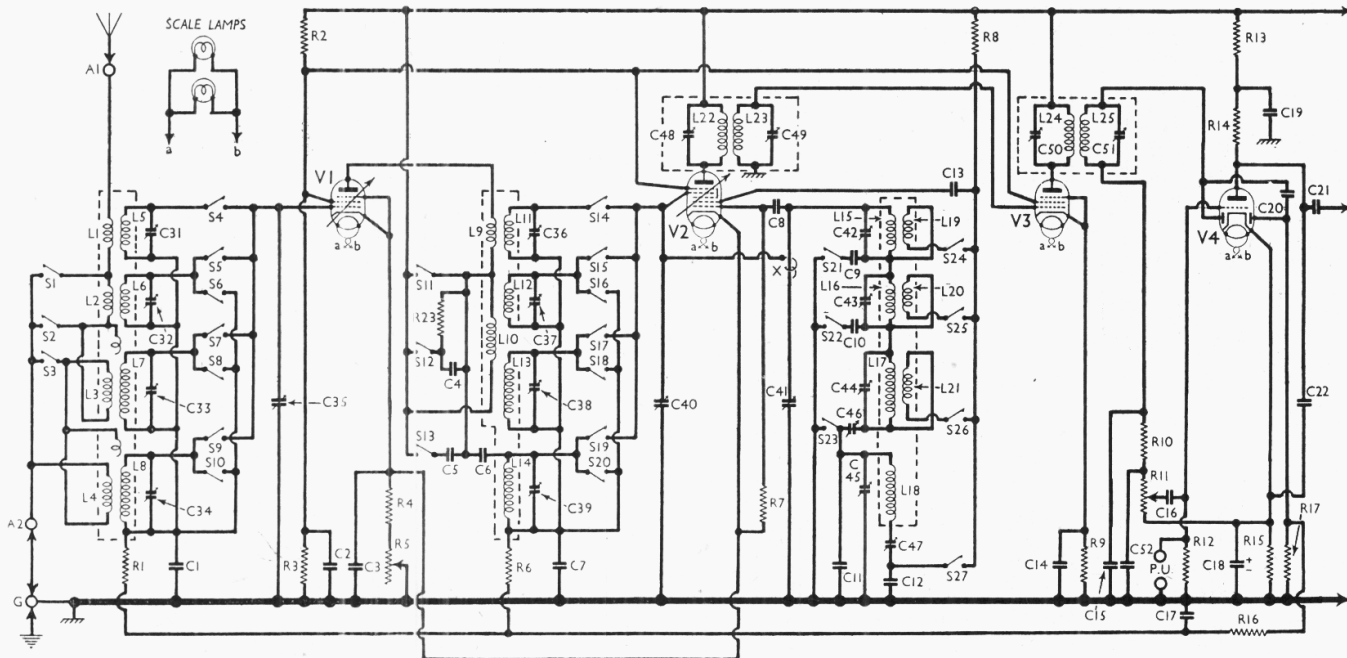 SCALE LAMPS
A1
a
b
R2
V1
a b
L1
L5
C31
S4
S1
L2
L6
S5
S6
C32
S2
S3
L3
L7
S7
S8
C33
L4
L8
S9
S10
C34
A2
G
R1
C1
C35
R3
C2
C3
R4
R5
L9
L11
C36
S14
S11
R23
S12
C4
L10
L12
S15
S16
C37
L13
S17
S18
C38
S13
C5
C6
L14
S19
S20
C39
R6
C7
C48
L22
L23
C49
V2
a b
C8
C13
C40
X
R7
C41
R8
L15
C42
L19
S21
C9
S24
L16
C43
L20
S22
C10
S25
L17
C44
L21
S23
C46
S26
C45
L18
C47
C11
C12
S27
L24
C50
L25
C51
V3
a b
C14
R9
C15
C52
R10
R11
C16
P.U.
R12
C17
R16
C18
+
−
R15
R17
R13
R14
C19
V4
a b
C20
C21
C22